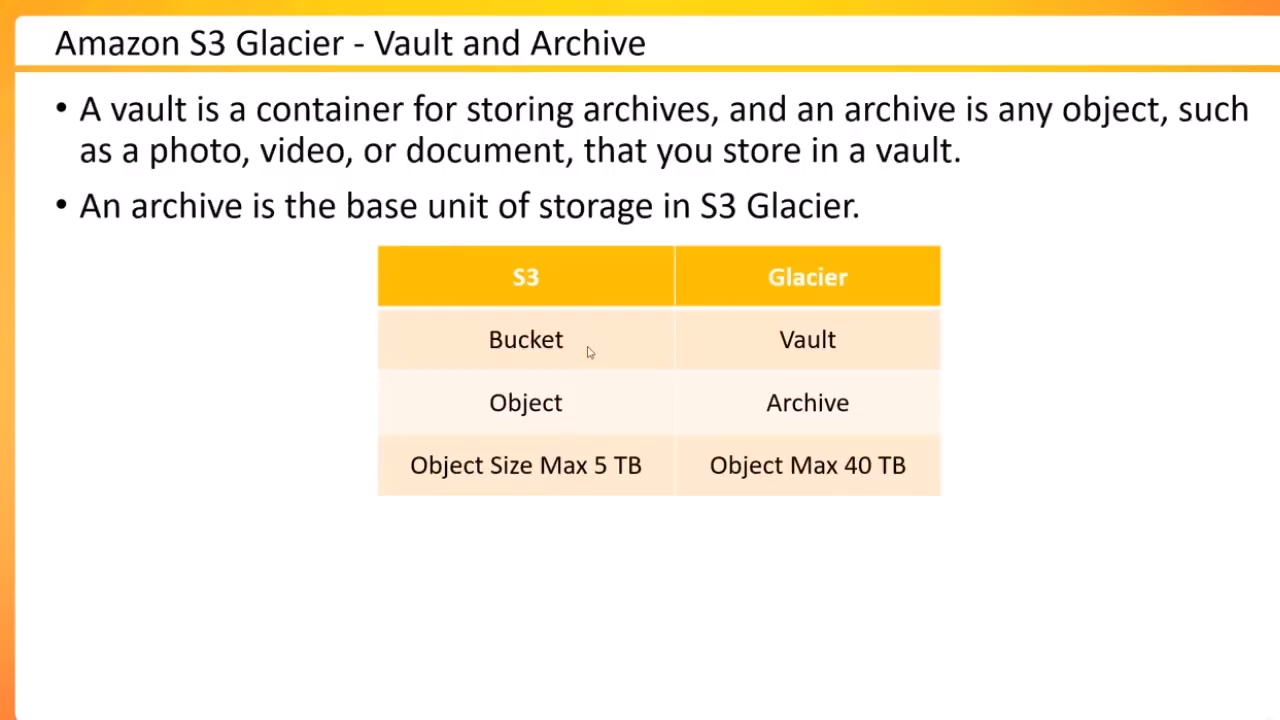 Amazon S3 Glacier - Vault and Archive
• A vault is a container for storing archives, and an archive is any object, such
as a photo, video, or document, that you store in a vault.
• An archive is the base unit of storage in S3 Glacier.
S3 Glacier
Bucket Vault
Object Archive
Object Size Max 5 TB Object Max 40 TB